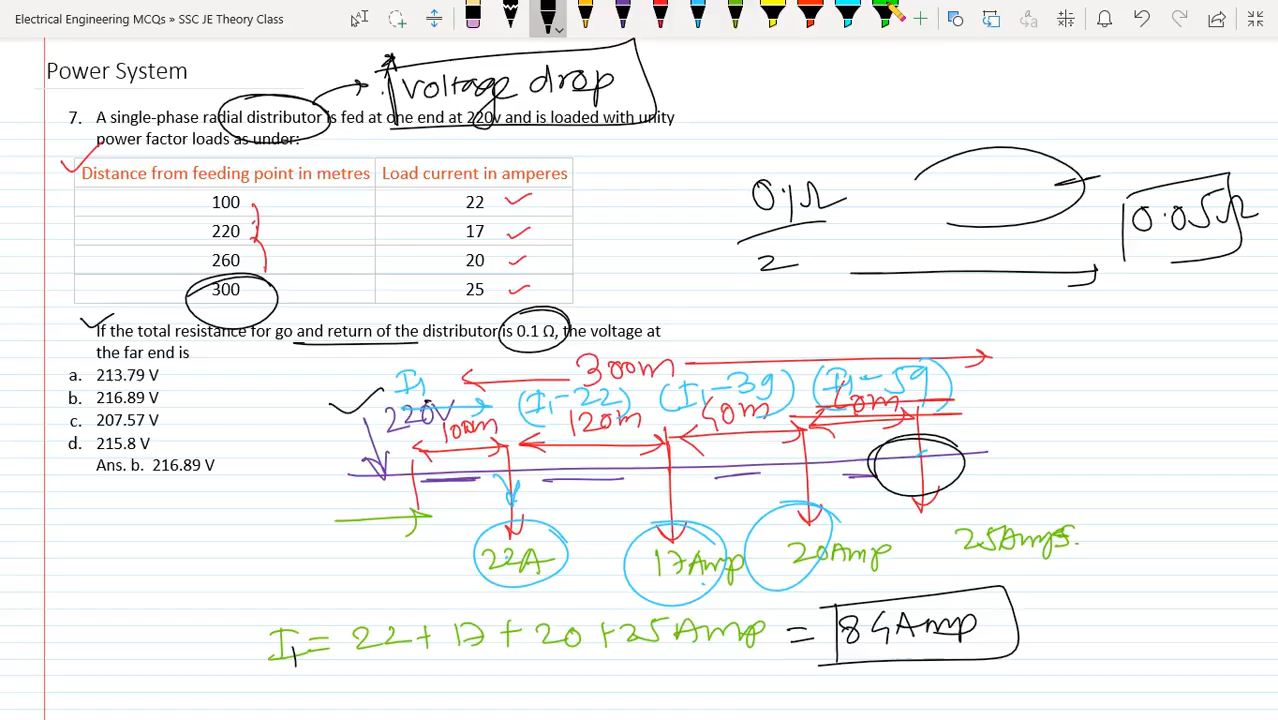 Electrical Engineering MCQs » SSC JE Theory Class
Power System
voltage drop
7. A single-phase radial distributor is fed at one end at 220v and is loaded with unity
power factor loads as under:
Distance from feeding point in metres Load current in amperes
100 22
220 17
260 20
300 25
0.1Ω
2
0.05Ω
If the total resistance for go and return of the distributor is 0.1 Ω, the voltage at
the far end is
a. 213.79 V
b. 216.89 V
c. 207.57 V
d. 215.8 V
Ans. b. 216.89 V
300m
I1 (I1-22) (I1-39) (I1-59)
220V 100m 120m 40m 40m
22A 17Amp 20Amp 25Amps.
I1 = 22 + 17 + 20 + 25 Amp = 84Amp